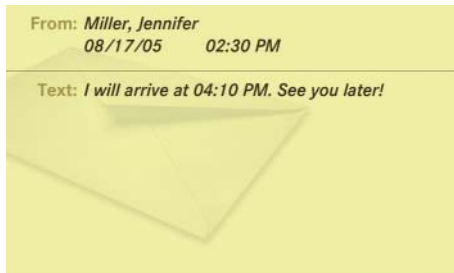 From: Miller, Jennifer
08/17/05 02:30 PM
Text: I will arrive at 04:10 PM. See you later!